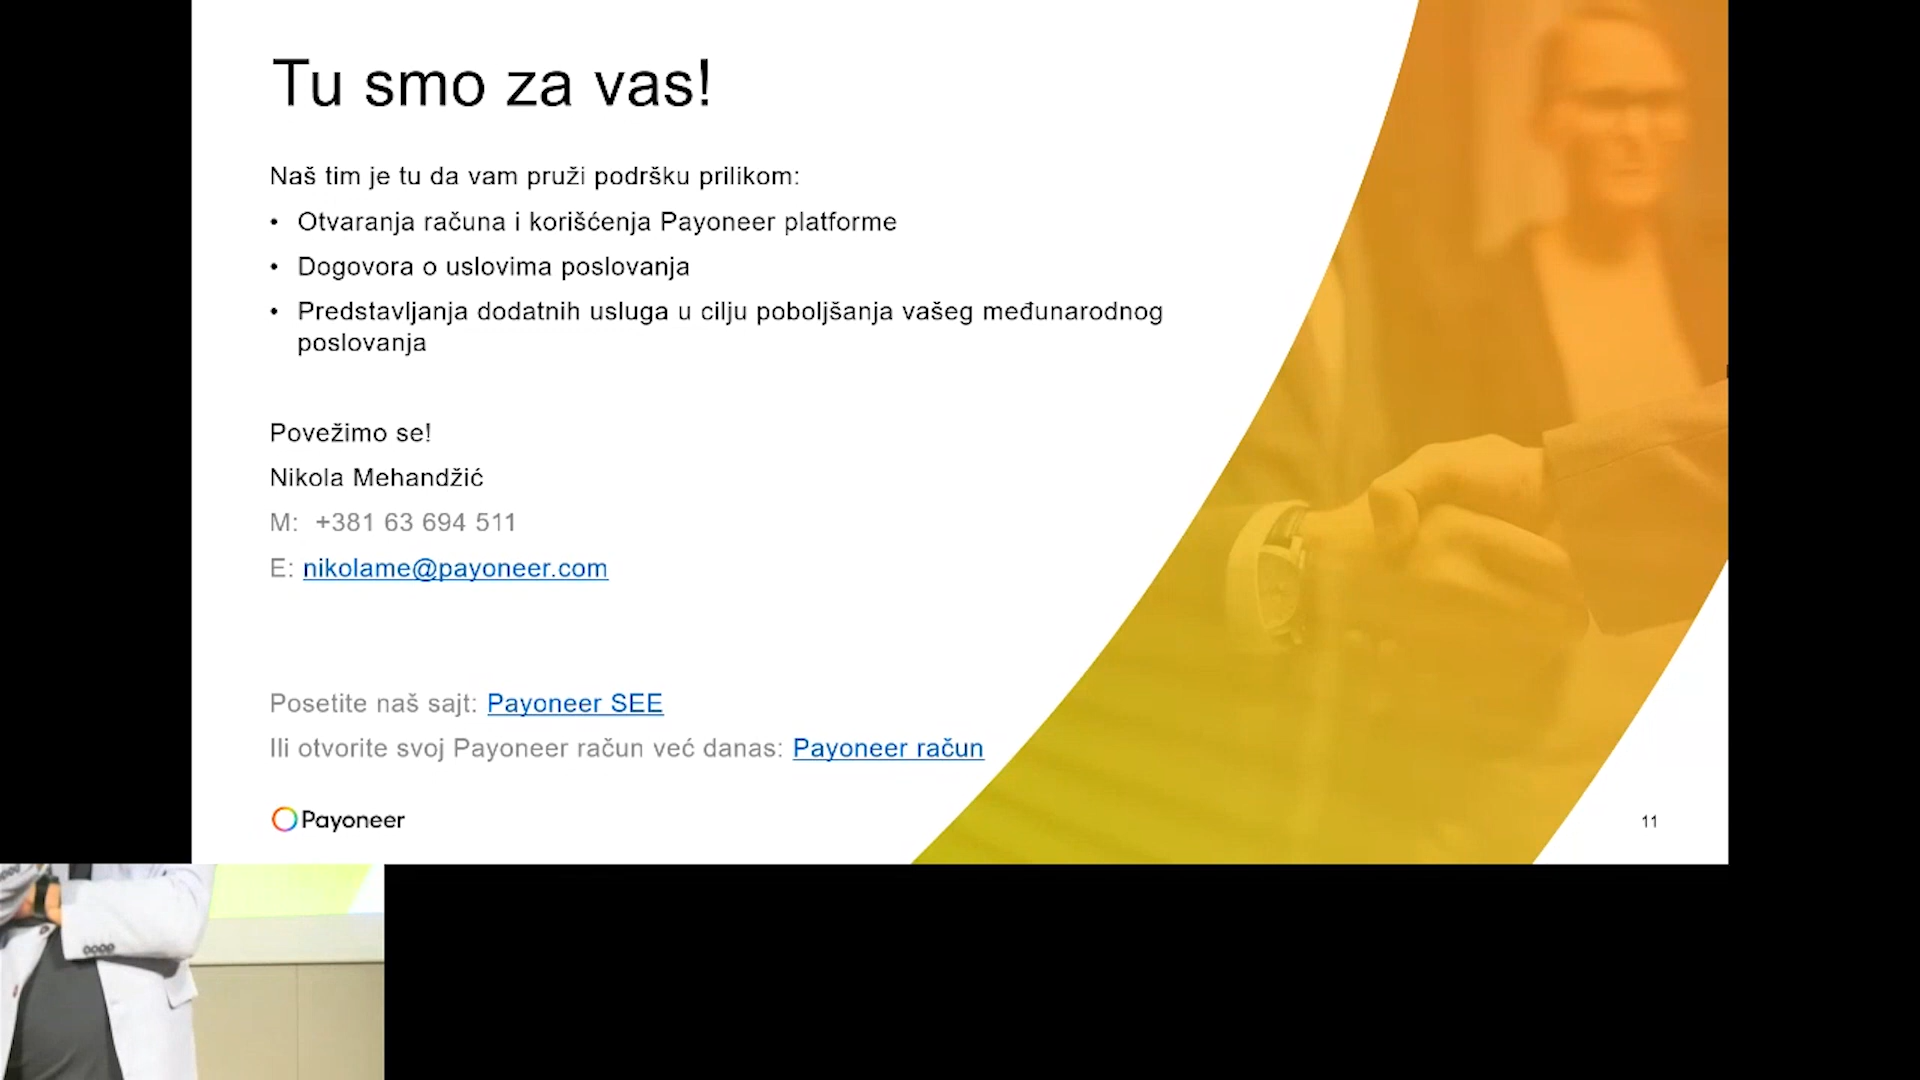 Tu smo za vas!
Naš tim je tu da vam pruži podršku prilikom:
• Otvaranja računa i korišćenja Payoneer platforme
• Dogovora o uslovima poslovanja
• Predstavljanja dodatnih usluga u cilju poboljšanja vašeg međunarodnog
poslovanja
Povežimo se!
Nikola Mehandžić
M: +381 63 694 511
E: nikolame@payoneer.com
Posetite naš sajt: Payoneer SEE
Ili otvorite svoj Payoneer račun već danas: Payoneer račun
Payoneer
11